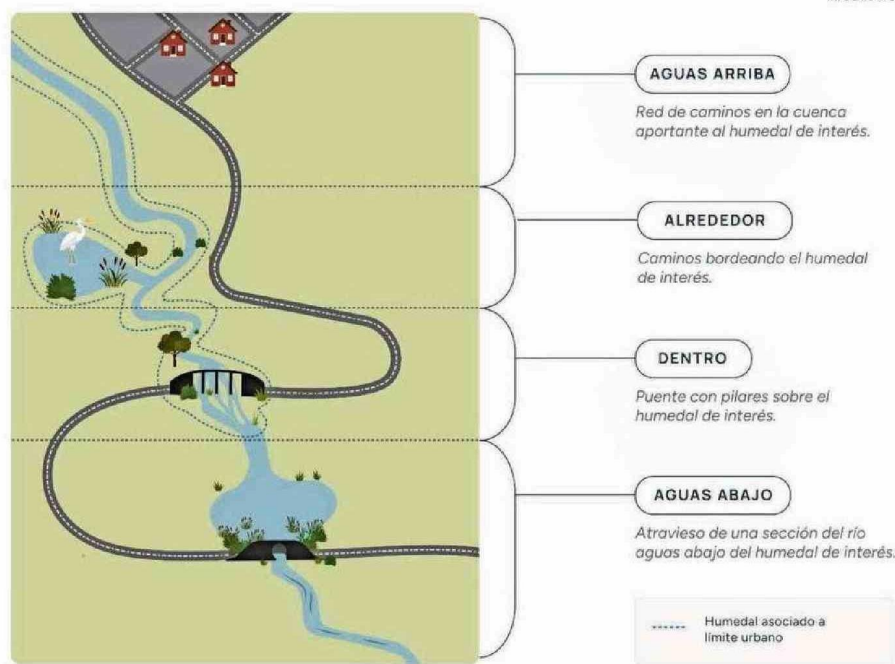 AGUAS ARRIBA
Red de caminos en la cuenca
aportante al humedal de interés.
ALREDEDOR
Caminos bordeando el humedal
de interés.
DENTRO
Puente con pilares sobre el
humedal de interés.
AGUAS ABAJO
Atravieso de una sección del río
aguas abajo del humedal de interés.
Humedal asociado a
límite urbano